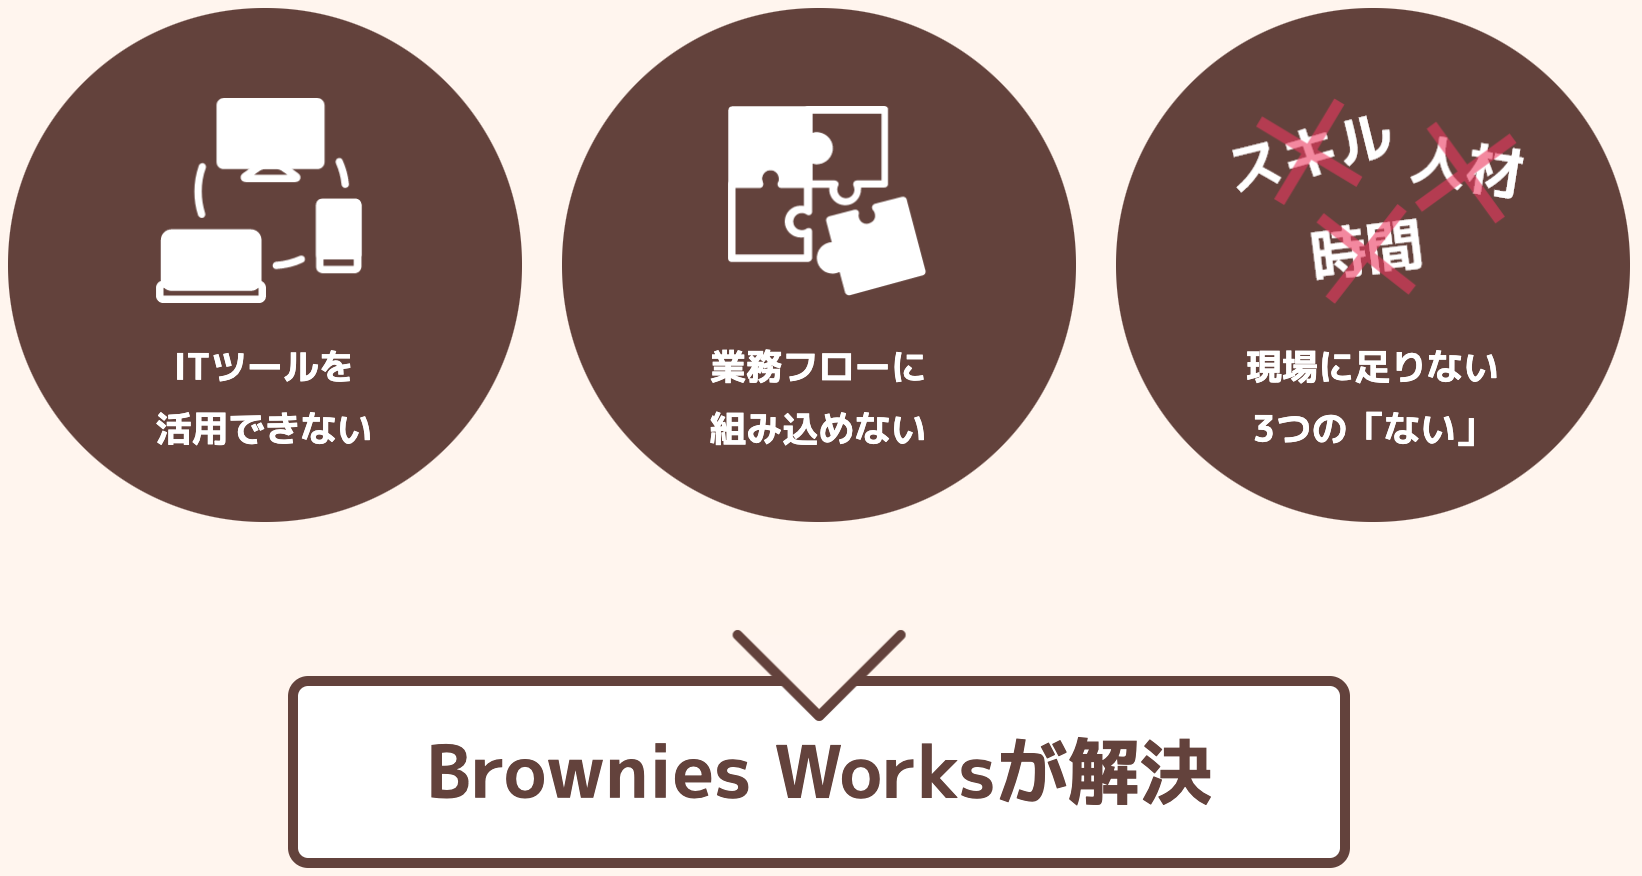 ITツールを
活用できない
業務フローに
組み込めない
スキル
人材
時間
現場に足りない
3つの「ない」
Brownies Worksが解決